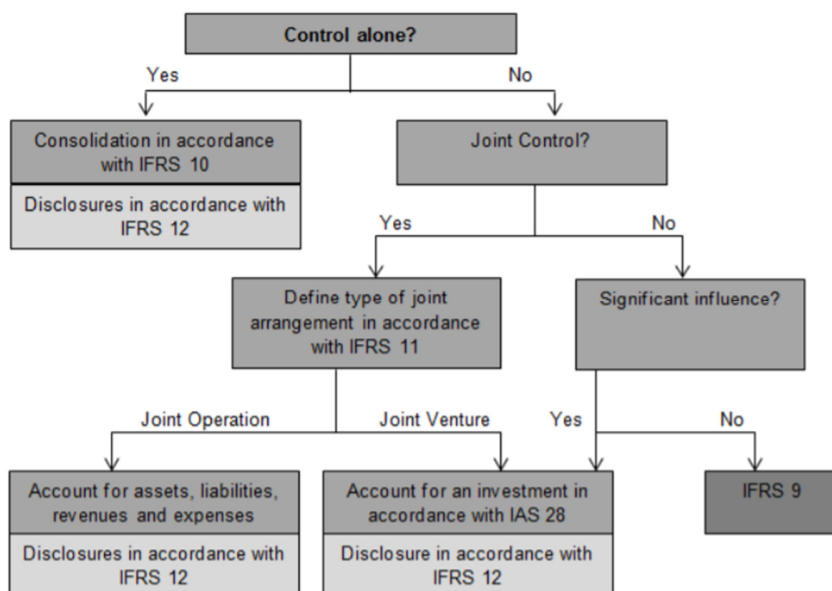 Control alone?
Yes
No
Consolidation in accordance
with IFRS 10
Disclosures in accordance with
IFRS 12
Joint Control?
Yes
No
Define type of joint
arrangement in accordance
with IFRS 11
Significant influence?
Joint Operation
Joint Venture
Yes
No
Account for assets, liabilities,
revenues and expenses
Disclosures in accordance with
IFRS 12
Account for an investment in
accordance with IAS 28
Disclosure in accordance with
IFRS 12
IFRS 9